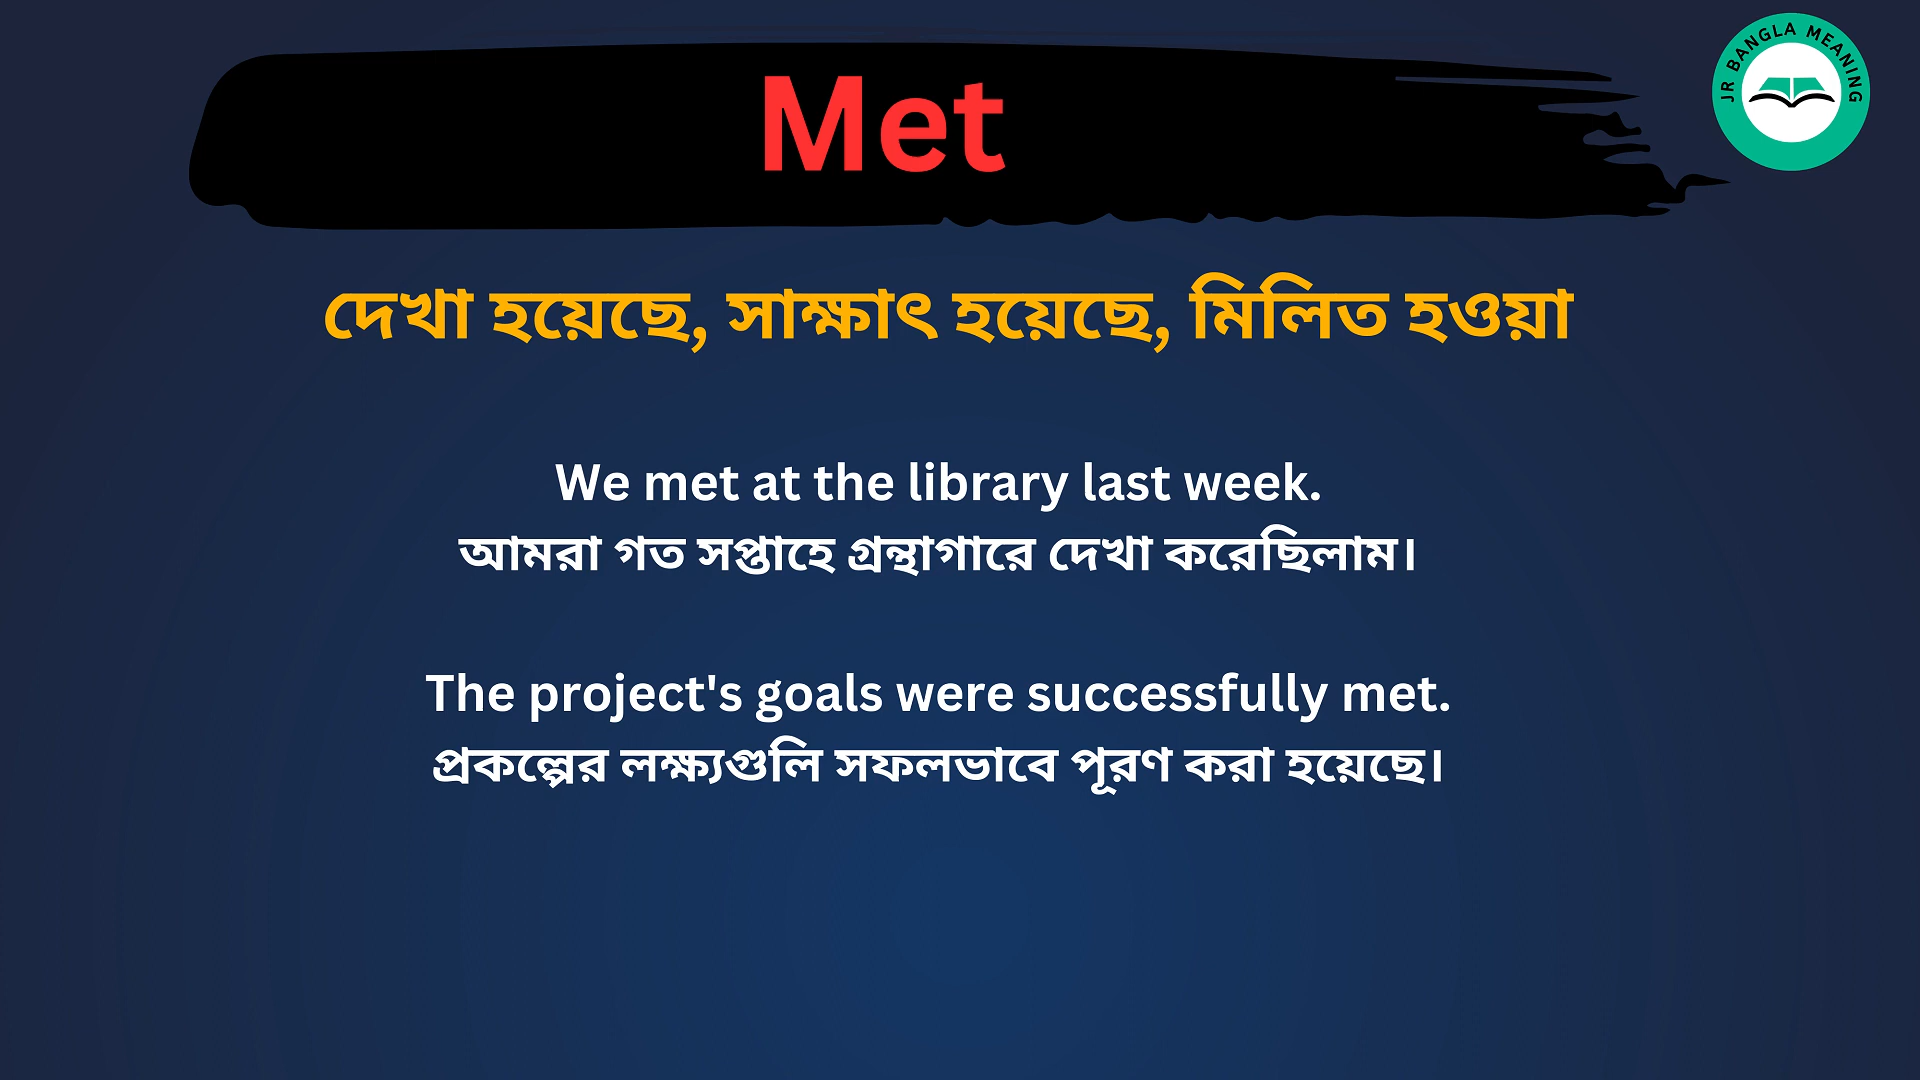 Met
JR BANGLA MEANING
দেখা হয়েছে, সাক্ষাৎ হয়েছে, মিলিত হওয়া
We met at the library last week.
আমরা গত সপ্তাহে গ্রন্থাগারে দেখা করেছিলাম।
The project's goals were successfully met.
প্রকল্পের লক্ষ্যগুলি সফলভাবে পূরণ করা হয়েছে।